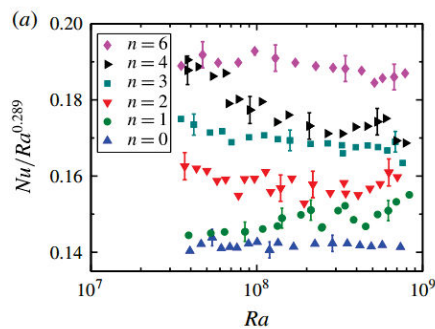 (a)
0.20
0.18
0.16
0.14
Nu/Ra^0.289
n = 6
n = 4
n = 3
n = 2
n = 1
n = 0
10^7
10^8
10^9
Ra